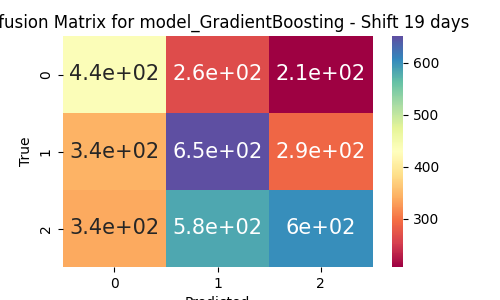 fusion Matrix for model_GradientBoosting - Shift 19 days
True
0 4.4e+02 2.6e+02 2.1e+02
1 3.4e+02 6.5e+02 2.9e+02
2 3.4e+02 5.8e+02 6e+02
0 1 2
Predicted
600
500
400
300